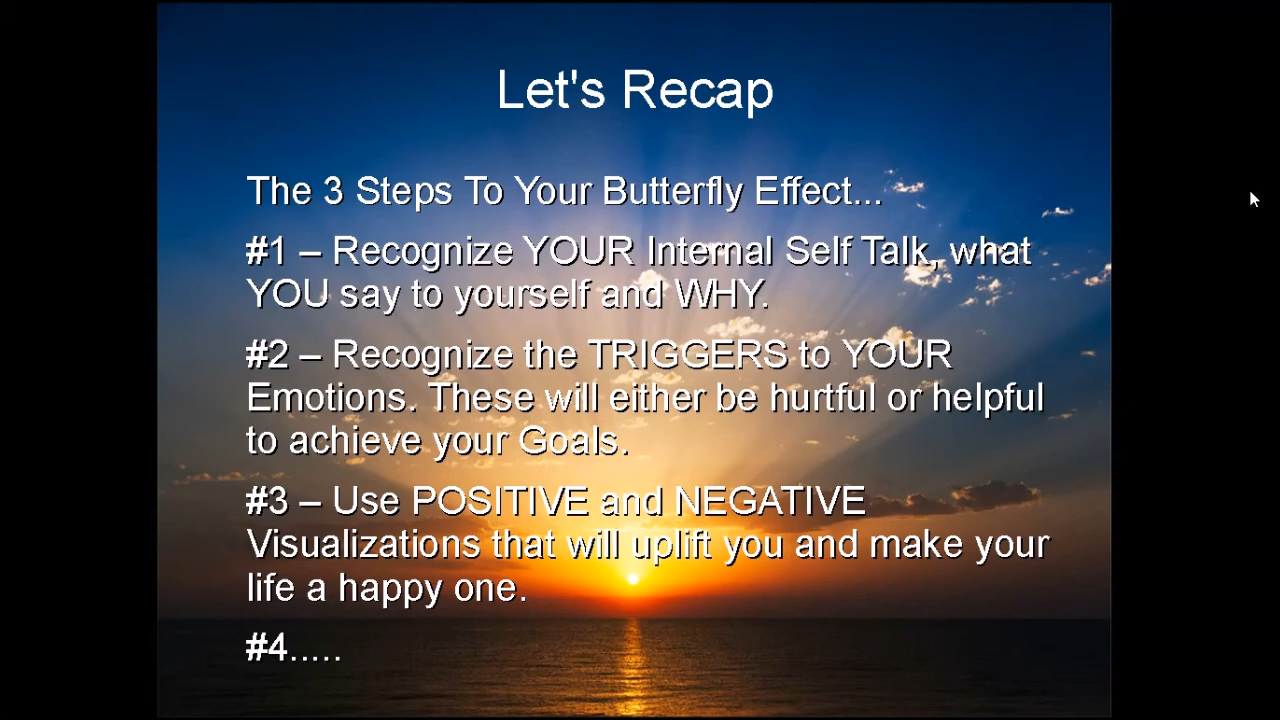 Let's Recap
The 3 Steps To Your Butterfly Effect...
#1 – Recognize YOUR Internal Self Talk, what
YOU say to yourself and WHY.
#2 – Recognize the TRIGGERS to YOUR
Emotions. These will either be hurtful or helpful
to achieve your Goals.
#3 – Use POSITIVE and NEGATIVE
Visualizations that will uplift you and make your
life a happy one.
#4.....